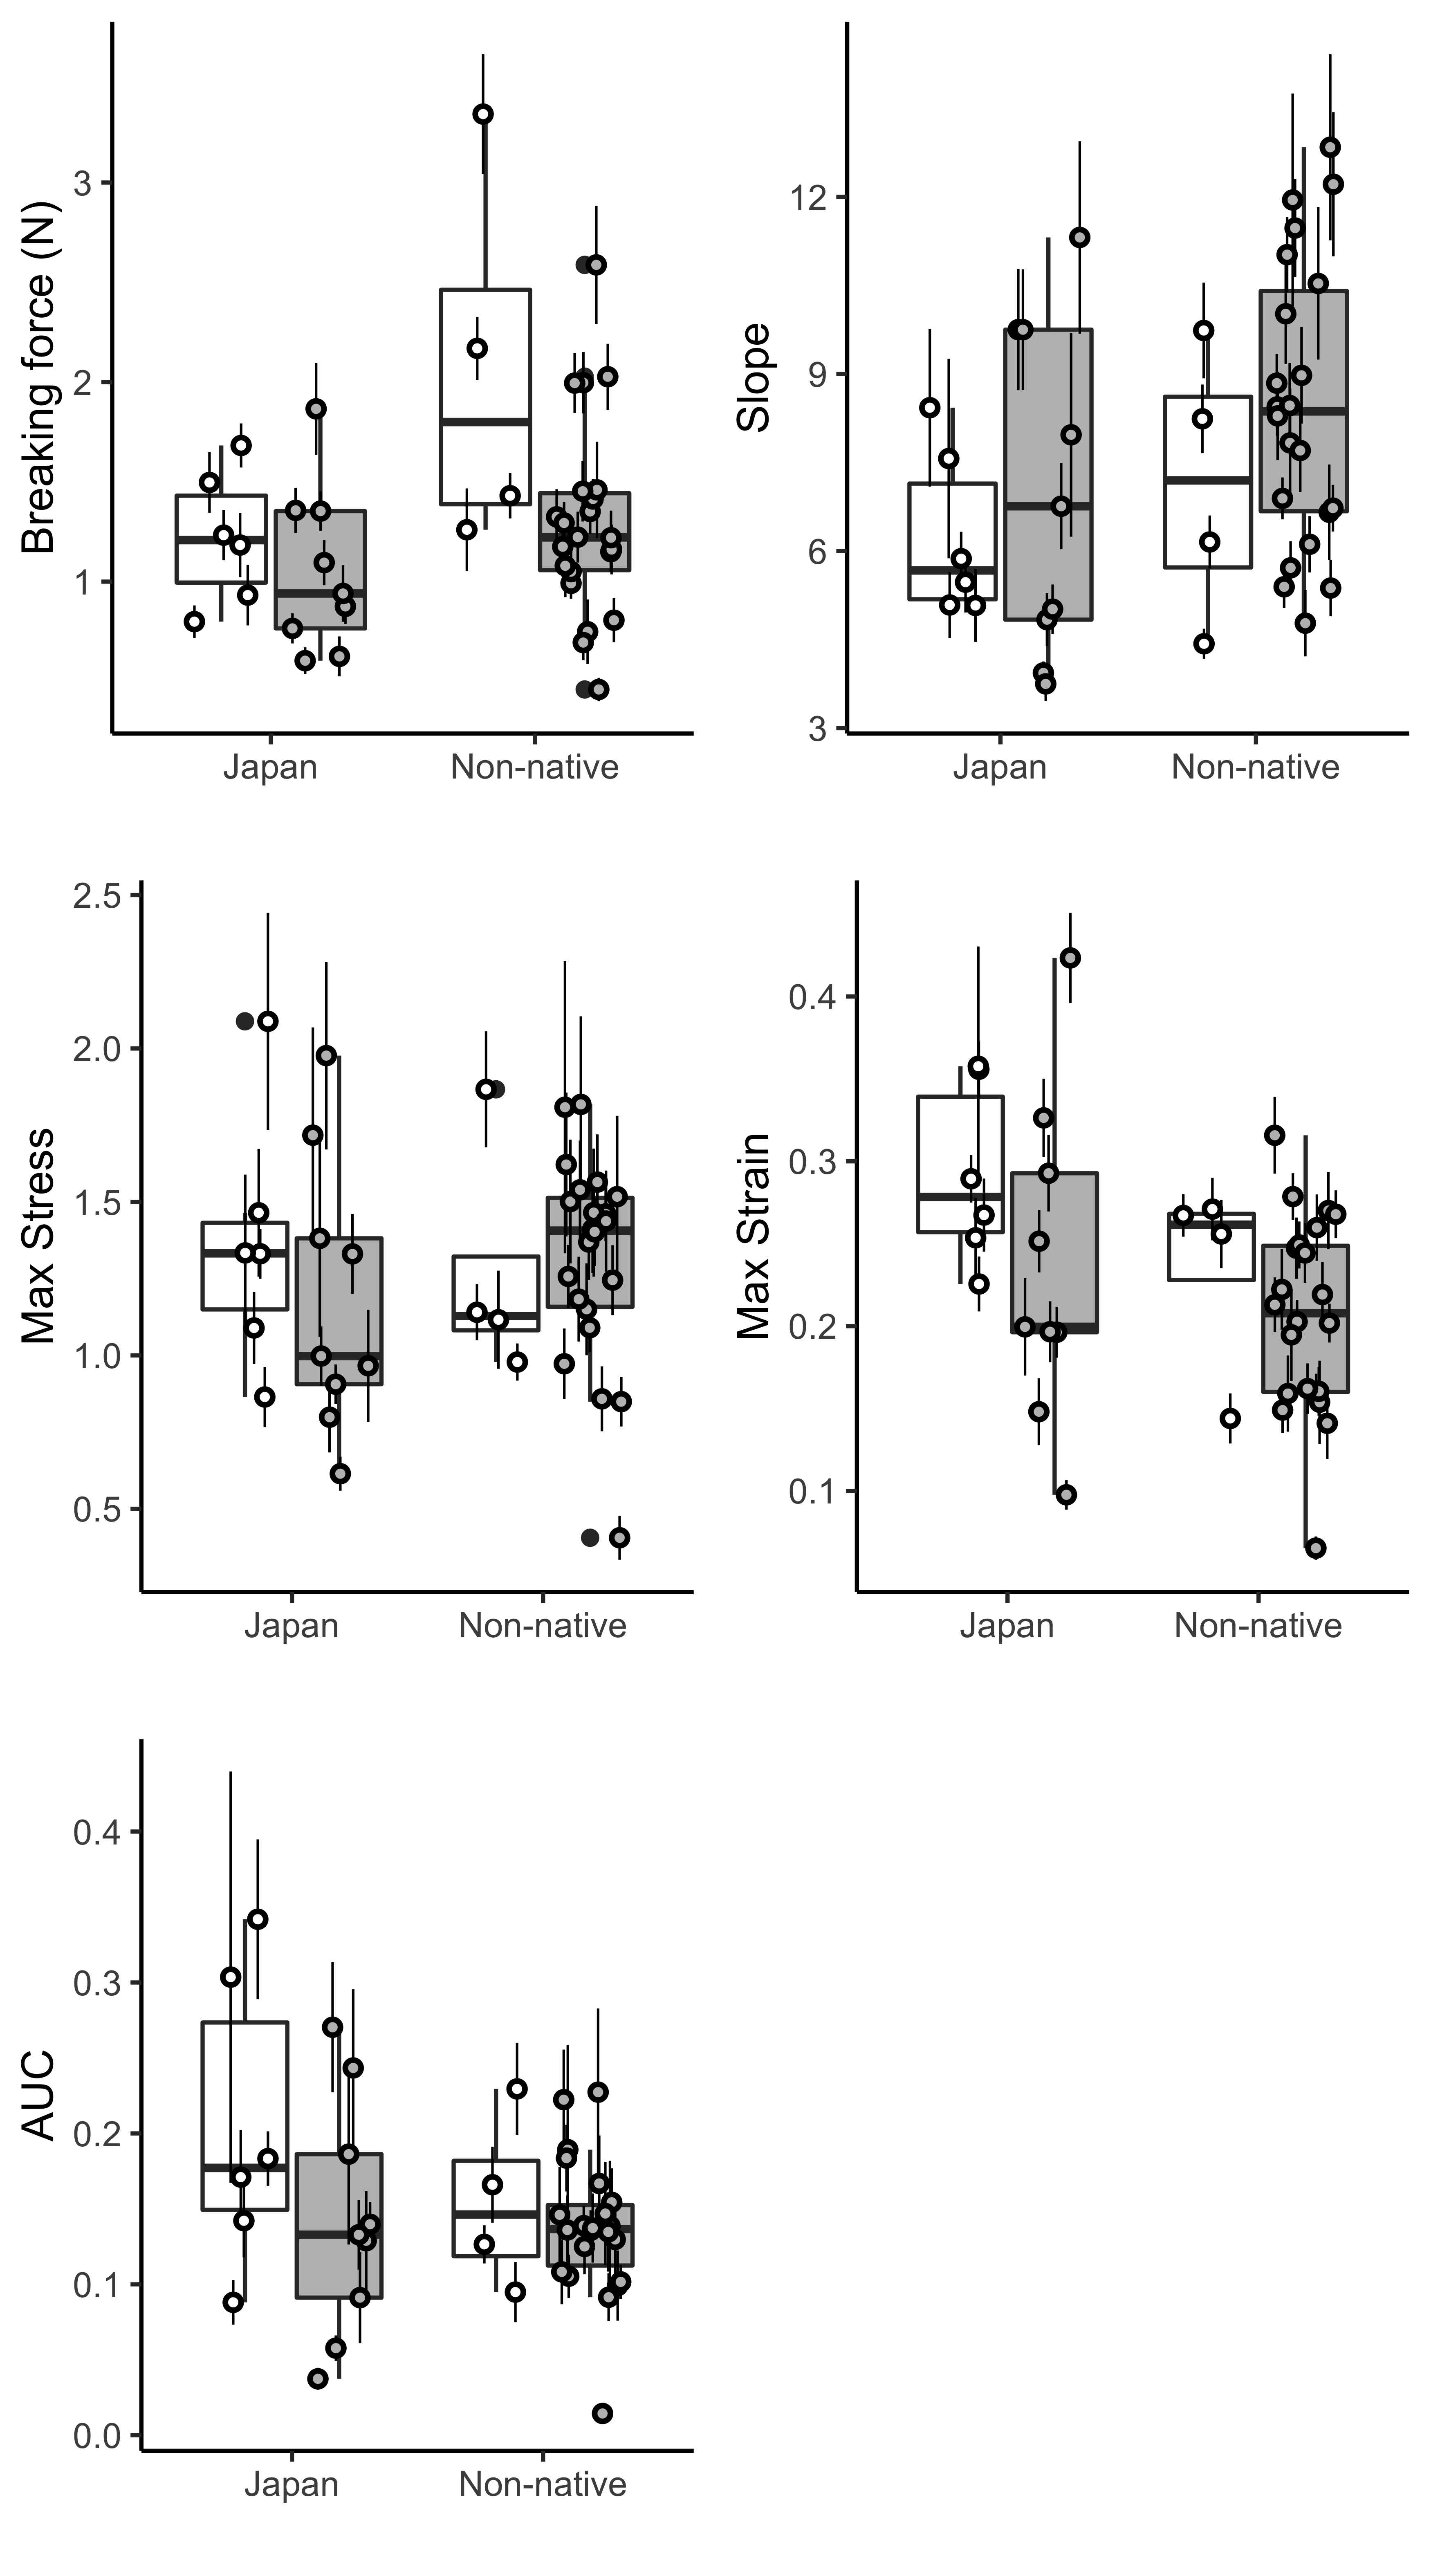 Breaking force (N)
3
2
1
Japan
Non-native
Slope
12
9
6
3
Japan
Non-native
Max Stress
2.5
2.0
1.5
1.0
0.5
Japan
Non-native
Max Strain
0.4
0.3
0.2
0.1
Japan
Non-native
AUC
0.4
0.3
0.2
0.1
0.0
Japan
Non-native